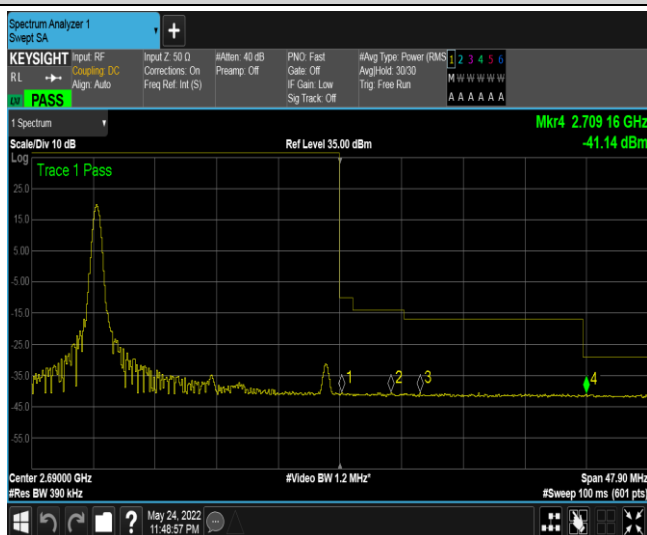 Spectrum Analyzer 1
Swept SA
+
KEYSIGHT Input: RF Input Z: 50 Ω #Atten: 40 dB PNO: Fast #Avg Type: Power (RMS 1 2 3 4 5 6
RL Coupling: DC Corrections: On Preamp: Off Gate: Off Avg|Hold: 30/30 M W W W W W
Align: Auto Freq Ref: Int (S) IF Gain: Low Trig: Free Run
PASS Sig Track: Off A A A A A A
1 Spectrum Mkr4 2.709 16 GHz
Scale/Div 10 dB Ref Level 35.00 dBm -41.14 dBm
Log
Trace 1 Pass
25.0
15.0
5.00
-5.00
-15.0
-25.0
-35.0
1 2 3 4
-45.0
-55.0
Center 2.69000 GHz #Video BW 1.2 MHz* Span 47.90 MHz
#Res BW 390 kHz #Sweep 100 ms (601 pts)
? May 24, 2022
11:48:57 PM